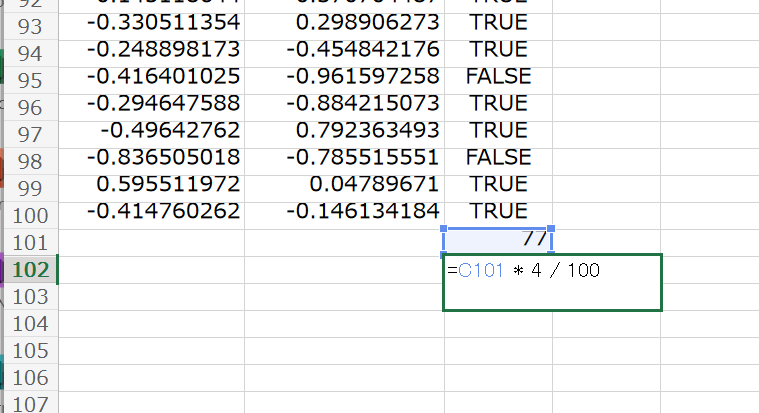 93 -0.330511354 0.298906273 TRUE
94 -0.248898173 -0.454842176 TRUE
95 -0.416401025 -0.961597258 FALSE
96 -0.294647588 -0.884215073 TRUE
97 -0.49642762 0.792363493 TRUE
98 -0.836505018 -0.785515551 FALSE
99 0.595511972 0.04789671 TRUE
100 -0.414760262 -0.146134184 TRUE
101 77
102 =C101 * 4 / 100
103
104
105
106
107